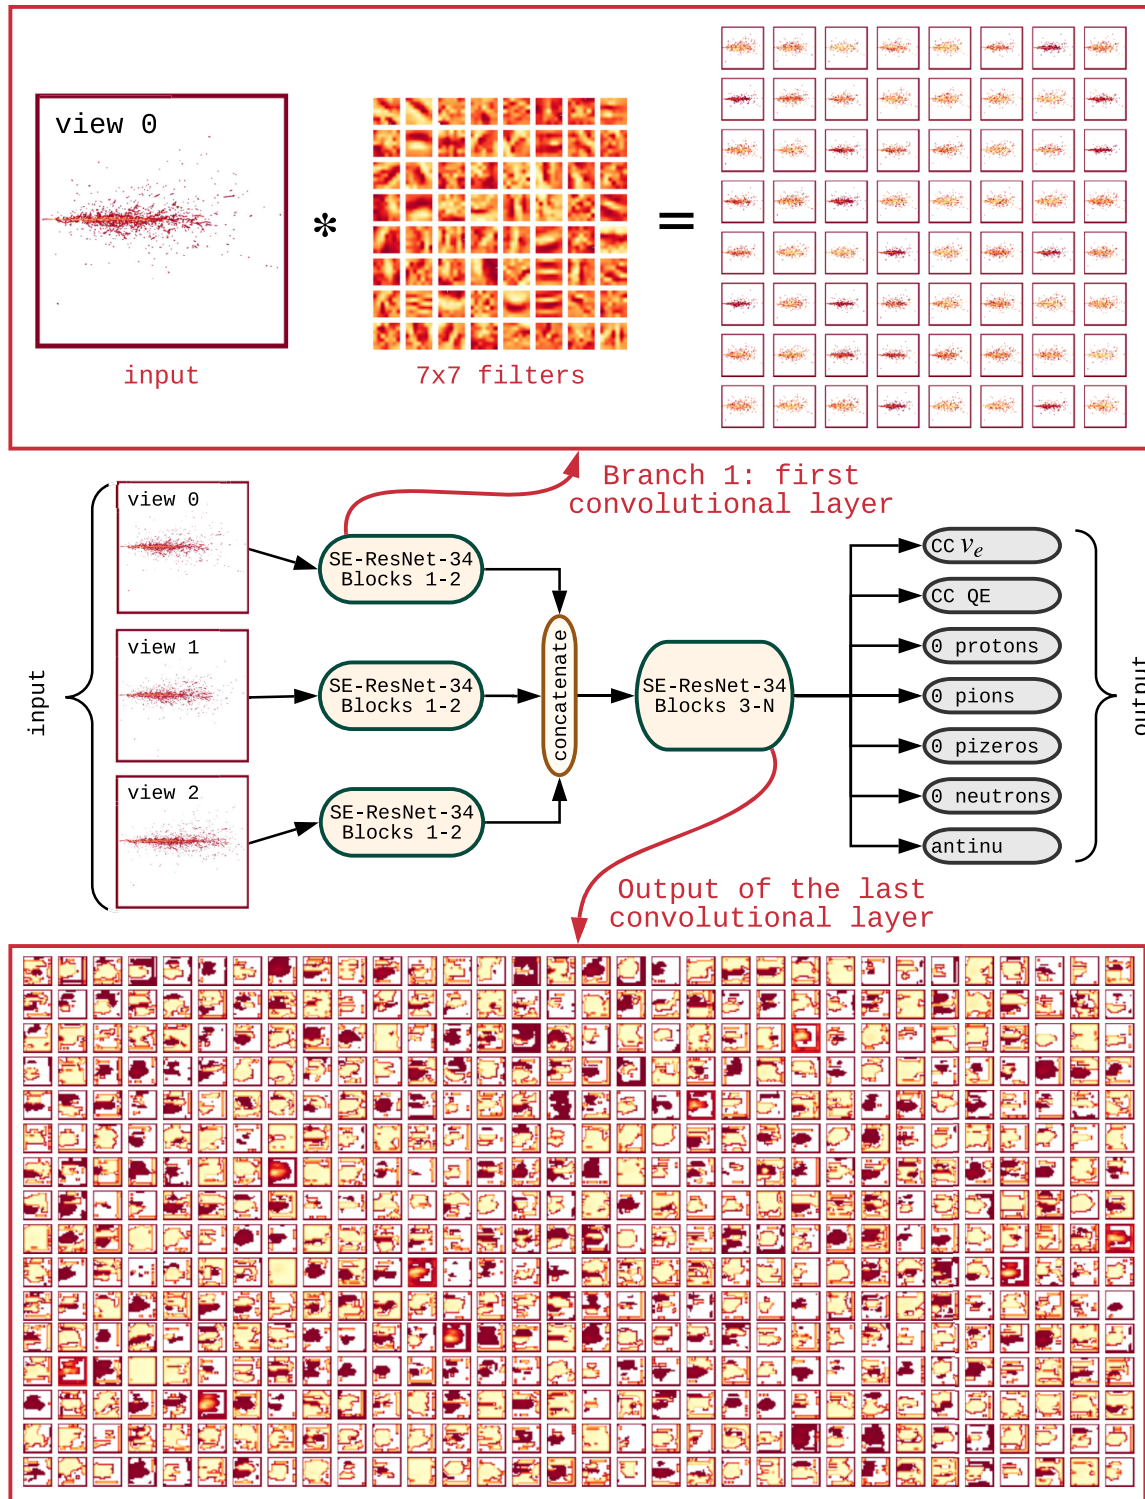 view 0
*
=
input
7x7 filters
Branch 1: first
convolutional layer
input
view 0
view 1
view 2
SE-ResNet-34
Blocks 1-2
SE-ResNet-34
Blocks 1-2
SE-ResNet-34
Blocks 1-2
concatenate
SE-ResNet-34
Blocks 3-N
CC νₑ
CC QE
0 protons
0 pions
0 pizeros
0 neutrons
antinu
output
Output of the last
convolutional layer